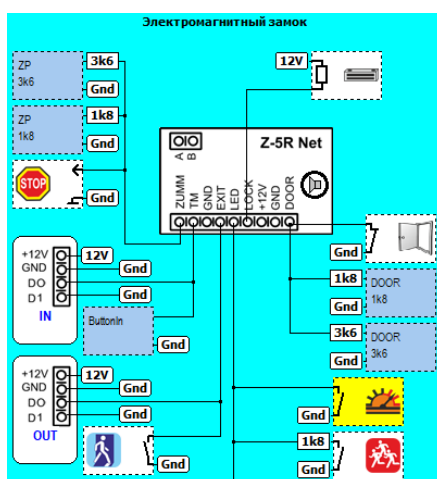 Электромагнитный замок
ZP
3k6
3k6
Gnd
ZP
1k8
1k8
Gnd
STOP
Gnd
12V
A
B
Z-5R Net
ZUMM
TM
GND
EXIT
LED
LOCK
+12V
GND
DOOR
+12V
GND
DO
D1
IN
12V
Gnd
Gnd
ButtonIn
Gnd
+12V
GND
DO
D1
OUT
12V
Gnd
Gnd
Gnd
Gnd
1k8
DOOR
1k8
Gnd
3k6
DOOR
3k6
Gnd
Gnd
1k8
Gnd